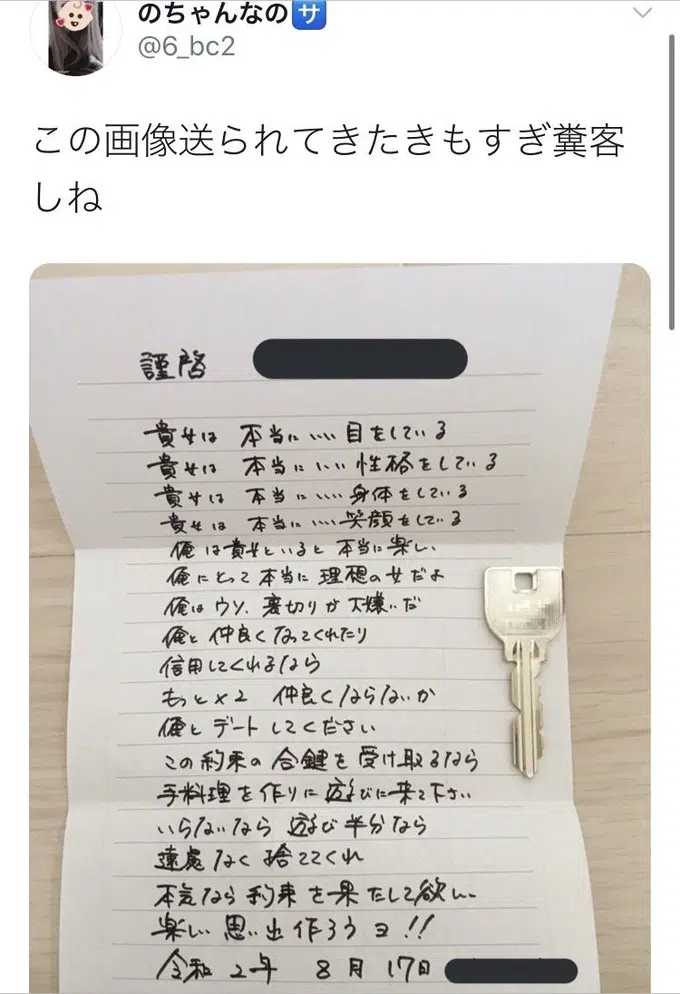 のちゃんなの🈂️
@6_bc2
この画像送られてきたきもすぎ糞客
しね
謹啓
貴女は 本当にいい 目をしている
貴女は 本当にいい 性格をしている
貴女は 本当にいい 身体をしている
貴女は 本当にいい 笑顔をしている
俺は貴女といると本当に楽しい
俺にとって本当に理想の女だよ
俺はウソ、裏切りが大嫌いだ
俺と仲良くなってくれたり
信用してくれるなら
もっと×2 仲良くならないか
俺とデートしてください
この約束の合鍵を受け取るなら
手料理を作りに遊びに来て下さい
いらないなら 遊び半分なら
遠慮なく捨ててくれ
本気なら約束を果たして欲しい
楽しい思い出作ろうヨ!!
令和2年 8月17日